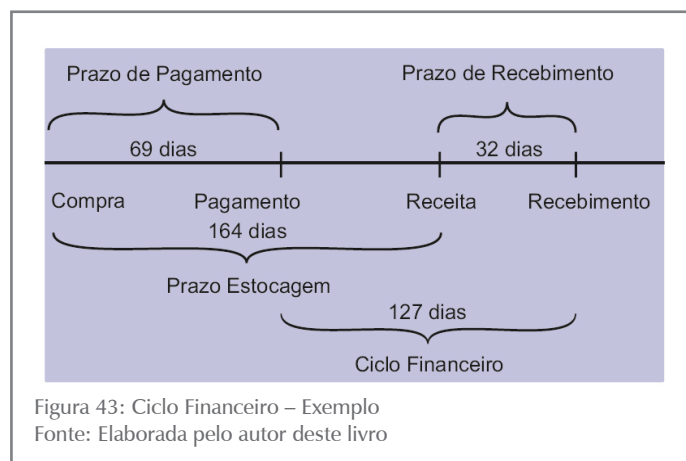 Prazo de Pagamento Prazo de Recebimento
69 dias 32 dias
Compra Pagamento Receita Recebimento
164 dias
Prazo Estocagem
127 dias
Ciclo Financeiro
Figura 43: Ciclo Financeiro – Exemplo
Fonte: Elaborada pelo autor deste livro